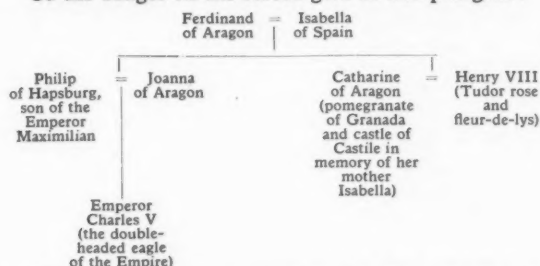 Ferdinand = Isabella
of Aragon of Spain
Philip = Joanna
of Hapsburg, of Aragon
son of the
Emperor
Maximilian
Catharine = Henry VIII
of Aragon (Tudor rose
(pomegranate and
of Granada fleur-de-lys)
and castle of
Castile in
memory of her
mother
Isabella)
Emperor
Charles V
(the double-
headed eagle
of the Empire)